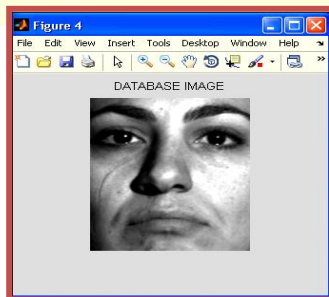 Figure 4
File Edit View Insert Tools Desktop Window Help
DATABASE IMAGE